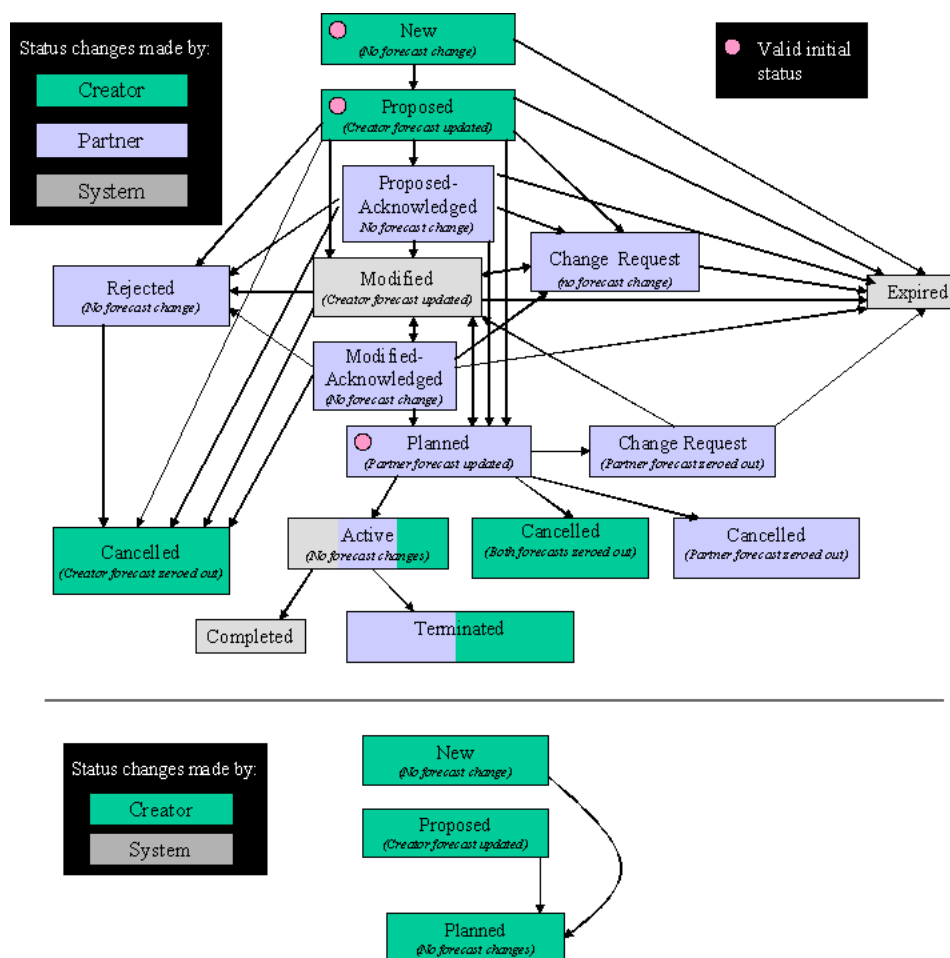 New
(No forecast change)
Status changes made by:
Creator
Partner
System
Valid initial
status
Proposed
(Creator forecast updated)
Proposed-
Acknowledged
(No forecast change)
Change Request
(no forecast change)
Rejected
(No forecast change)
Modified
(Creator forecast updated)
Expired
Modified-
Acknowledged
(No forecast change)
Planned
(Partner forecast updated)
Change Request
(Partner forecast zeroed out)
Cancelled
(Creator forecast zeroed out)
Active
(No forecast changes)
Cancelled
(Both forecasts zeroed out)
Cancelled
(Partner forecast zeroed out)
Completed
Terminated
Status changes made by:
Creator
System
New
(No forecast change)
Proposed
(Creator forecast updated)
Planned
(No forecast changes)